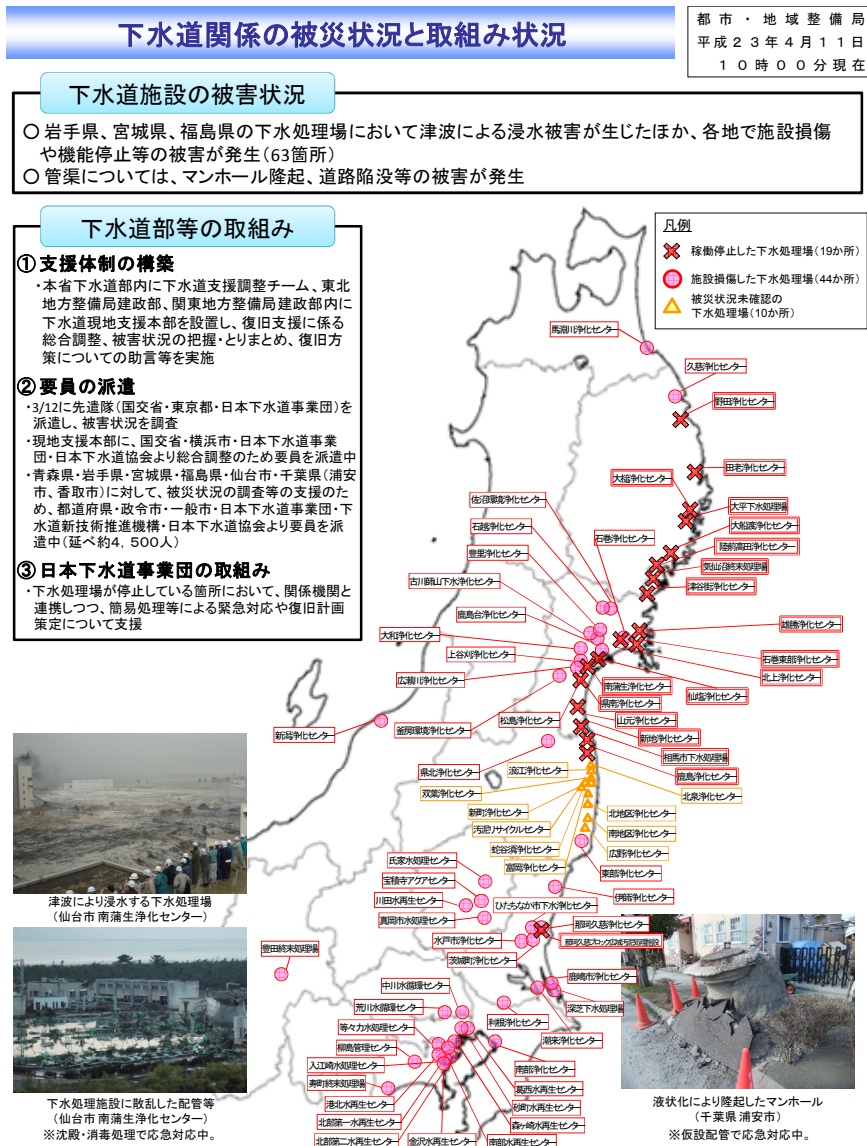 下水道関係の被災状況と取組み状況
都市・地域整備局
平成23年4月11日
10時00分現在
下水道施設の被害状況
○ 岩手県、宮城県、福島県の下水処理場において津波による浸水被害が生じたほか、各地で施設損傷
や機能停止等の被害が発生(63箇所)
○ 管渠については、マンホール隆起、道路陥没等の被害が発生
下水道部等の取組み
① 支援体制の構築
・本省下水道部内に下水道支援調整チーム、東北
地方整備局建政部、関東地方整備局建政部内に
下水道現地支援本部を設置し、復旧支援に係る
総合調整、被害状況の把握・とりまとめ、復旧方
策についての助言等を実施
② 要員の派遣
・3/12に先遣隊(国交省・東京都・日本下水道事業団)を
派遣し、被害状況を調査
・現地支援本部に、国交省・横浜市・日本下水道事業
団・日本下水道協会より総合調整のため要員を派遣中
・青森県・岩手県・宮城県・福島県・仙台市・千葉県(浦安
市、香取市)に対して、被災状況の調査等の支援のた
め、都道府県・政令市・一般市・日本下水道事業団・下
水道新技術推進機構・日本下水道協会より要員を派
遣中(延べ約4,500人)
③ 日本下水道事業団の取組み
・下水処理場が停止している箇所において、関係機関と
連携しつつ、簡易処理等による緊急対応や復旧計画
策定について支援
凡例
稼働停止した下水処理場(19か所)
施設損傷した下水処理場(44か所)
被災状況未確認の
下水処理場(10か所)
馬淵川浄化センター
久慈浄化センター
野田浄化センター
田老浄化センター
大槌浄化センター
大平下水処理場
大船渡浄化センター
陸前高田浄化センター
気仙沼終末処理場
津谷街浄化センター
佐沼環境浄化センター
石越浄化センター
石巻浄化センター
豊里浄化センター
古川師山下水浄化センター
鹿島台浄化センター
大和浄化センター
上谷刈浄化センター
広瀬川浄化センター
雄勝浄化センター
石巻東部浄化センター
北上浄化センター
仙塩浄化センター
南蒲生浄化センター
県南浄化センター
松島浄化センター
山元浄化センター
釜房環境浄化センター
新潟浄化センター
新地浄化センター
相馬市下水処理場
鹿島浄化センター
県北浄化センター
浪江浄化センター
北泉浄化センター
双葉浄化センター
新町浄化センター
北地区浄化センター
汚泥リサイクルセンター
南地区浄化センター
蛇谷須浄化センター
広野浄化センター
富岡浄化センター
東部浄化センター
氏家水処理センター
伊師浄化センター
宝積寺アクアセンター
川田水再生センター
ひたちなか市下水浄化センター
真岡市水処理センター
那珂久慈浄化センター
水戸市浄化センター
那珂久慈ブロック広域汚泥処理施設
茨城町浄化センター
豊田終末処理場
鹿嶋市浄化センター
中川水循環センター
深芝下水処理場
荒川水循環センター
利根浄化センター
潮来浄化センター
等々力水処理センター
柳島管理センター
南部浄化センター
入江崎水処理センター
寿町終末処理場
葛西水再生センター
港北水再生センター
砂町水再生センター
北部第一水再生センター
森ヶ崎水再生センター
北部第二水再生センター
金沢水再生センター
南部水再生センター
津波により浸水する下水処理場
(仙台市 南蒲生浄化センター)
下水処理施設に散乱した配管等
(仙台市 南蒲生浄化センター)
※沈殿・消毒処理で応急対応中。
液状化により隆起したマンホール
(千葉県 浦安市)
※仮設配管で応急対応中。